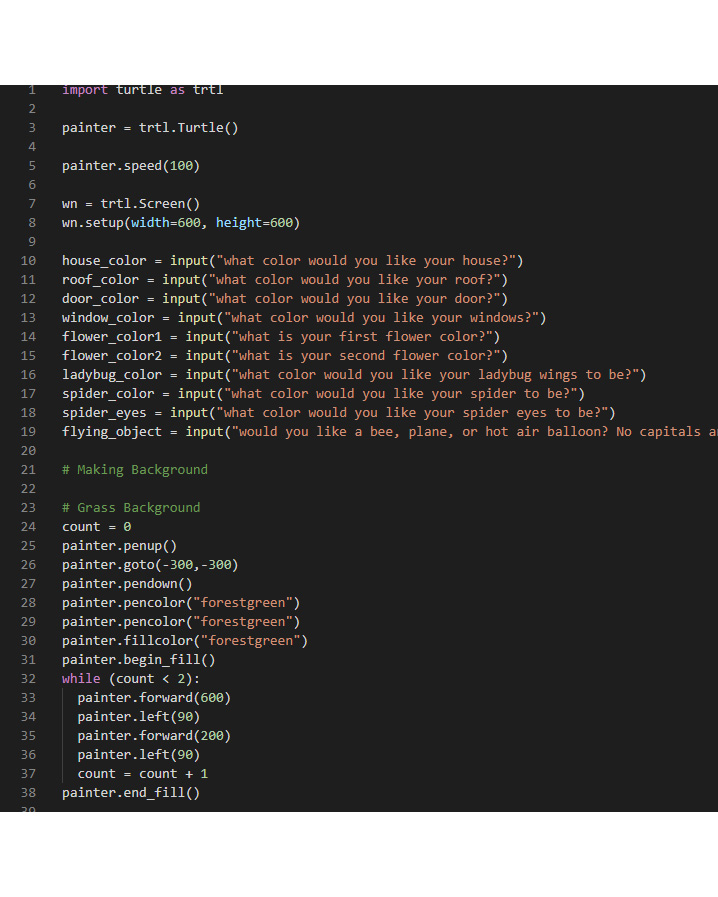 1 import turtle as trtl
2
3 painter = trtl.Turtle()
4
5 painter.speed(100)
6
7 wn = trtl.Screen()
8 wn.setup(width=600, height=600)
9
10 house_color = input("what color would you like your house?")
11 roof_color = input("what color would you like your roof?")
12 door_color = input("what color would you like your door?")
13 window_color = input("what color would you like your windows?")
14 flower_color1 = input("what is your first flower color?")
15 flower_color2 = input("what is your second flower color?")
16 ladybug_color = input("what color would you like your ladybug wings to be?")
17 spider_color = input("what color would you like your spider to be?")
18 spider_eyes = input("what color would you like your spider eyes to be?")
19 flying_object = input("would you like a bee, plane, or hot air balloon? No capitals
20
21 # Making Background
22
23 # Grass Background
24 count = 0
25 painter.penup()
26 painter.goto(-300,-300)
27 painter.pendown()
28 painter.pencolor("forestgreen")
29 painter.pencolor("forestgreen")
30 painter.fillcolor("forestgreen")
31 painter.begin_fill()
32 while (count < 2):
33 painter.forward(600)
34 painter.left(90)
35 painter.forward(200)
36 painter.left(90)
37 count = count + 1
38 painter.end_fill()